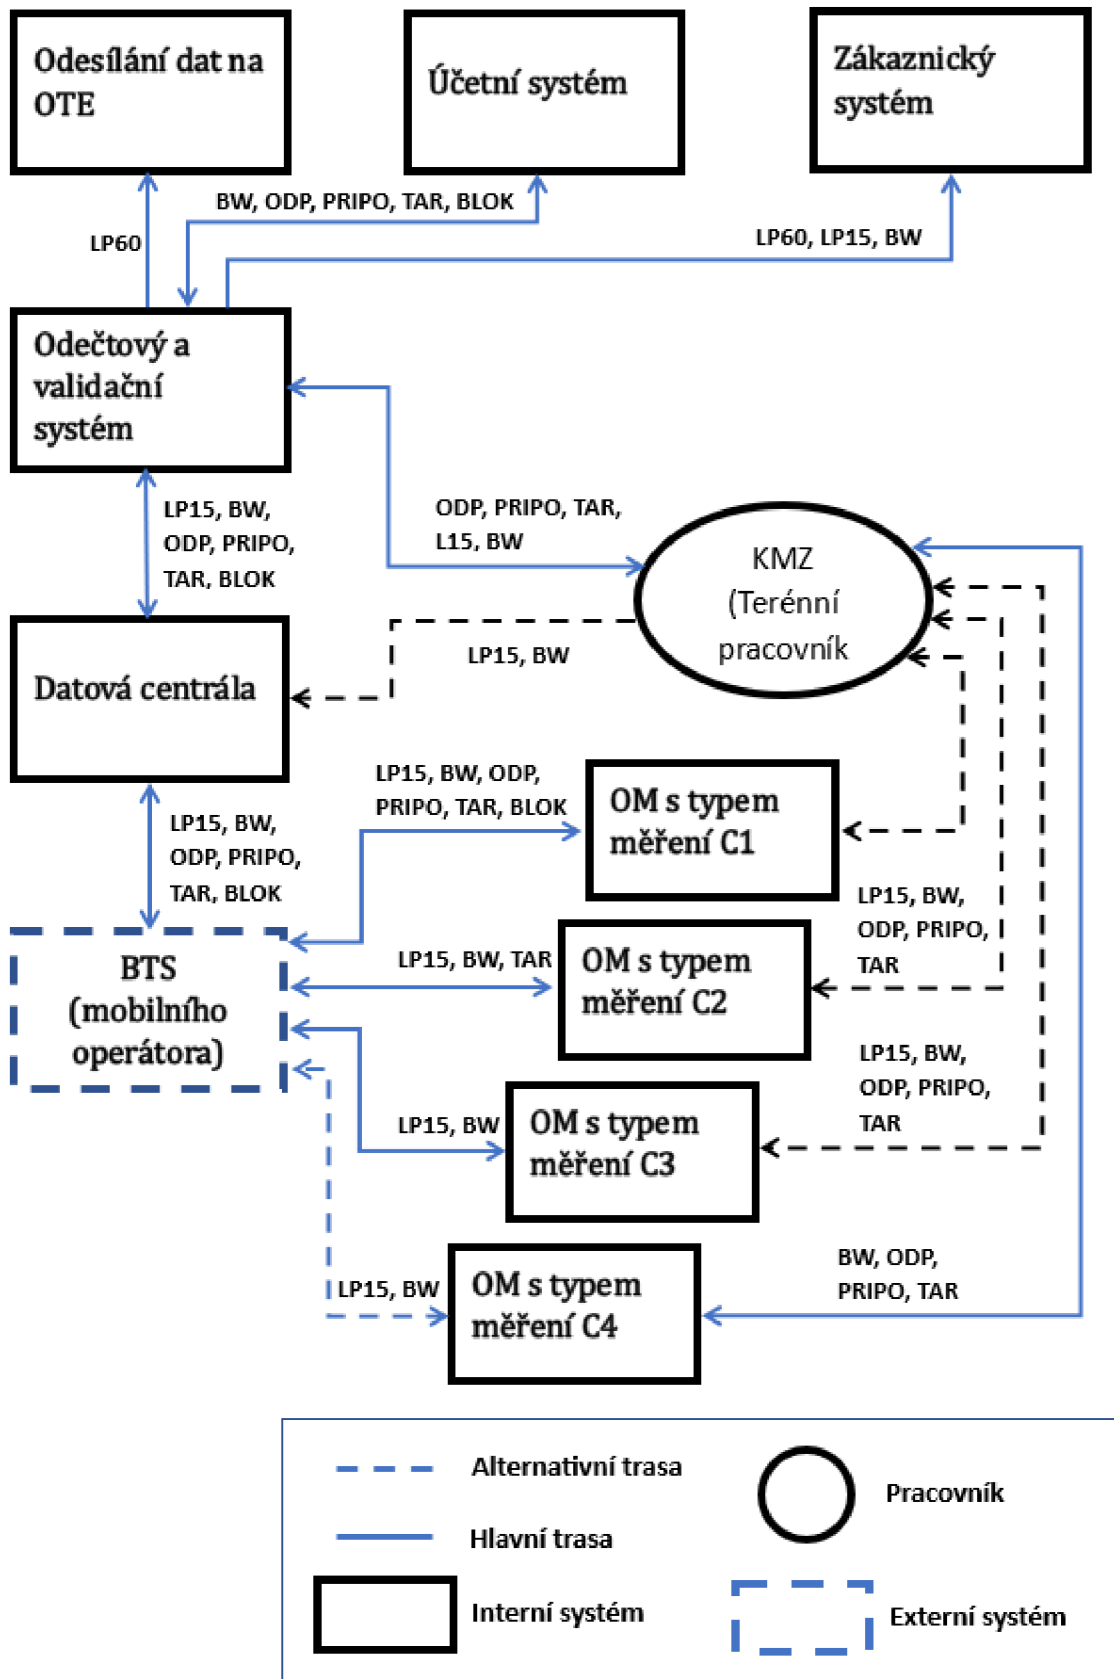 Odesílání dat na
OTE
Účetní systém
Zákaznický
systém
BW, ODP, PRIPO, TAR, BLOK
LP60
LP60, LP15, BW
Odečtový a
validační
systém
LP15, BW,
ODP, PRIPO,
TAR, BLOK
ODP, PRIPO, TAR,
L15, BW
KMZ
(Terénní
pracovník
LP15, BW
Datová centrála
LP15, BW, ODP,
PRIPO, TAR, BLOK
OM s typem
měření C1
LP15, BW,
ODP, PRIPO,
TAR, BLOK
LP15, BW,
ODP, PRIPO,
TAR
BTS
(mobilního
operátora)
LP15, BW, TAR
OM s typem
měření C2
LP15, BW,
ODP, PRIPO,
TAR
LP15, BW
OM s typem
měření C3
BW, ODP,
PRIPO, TAR
LP15, BW
OM s typem
měření C4
Alternativní trasa
Pracovník
Hlavní trasa
Interní systém
Externí systém